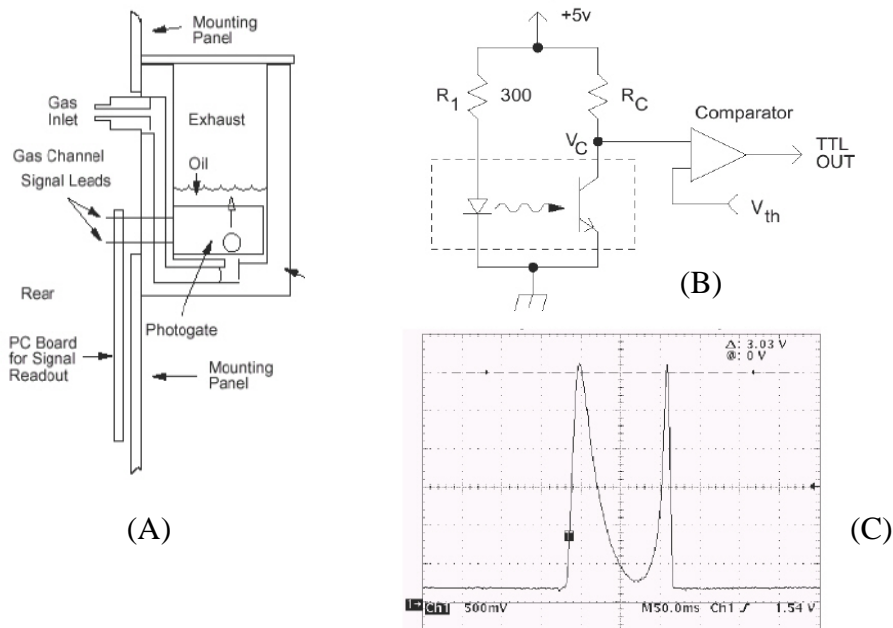 Mounting
Panel
Gas
Inlet
Exhaust
Gas Channel
Signal Leads
Oil
Rear
Photogate
PC Board
for Signal
Readout
Mounting
Panel
(A)
+5v
R1
300
RC
Comparator
VC
TTL
OUT
Vth
(B)
Δ: 3.03 V
@: 0 V
T
1→
Ch1 500mV M50.0ms Ch1 ƒ 1.54 V
(C)